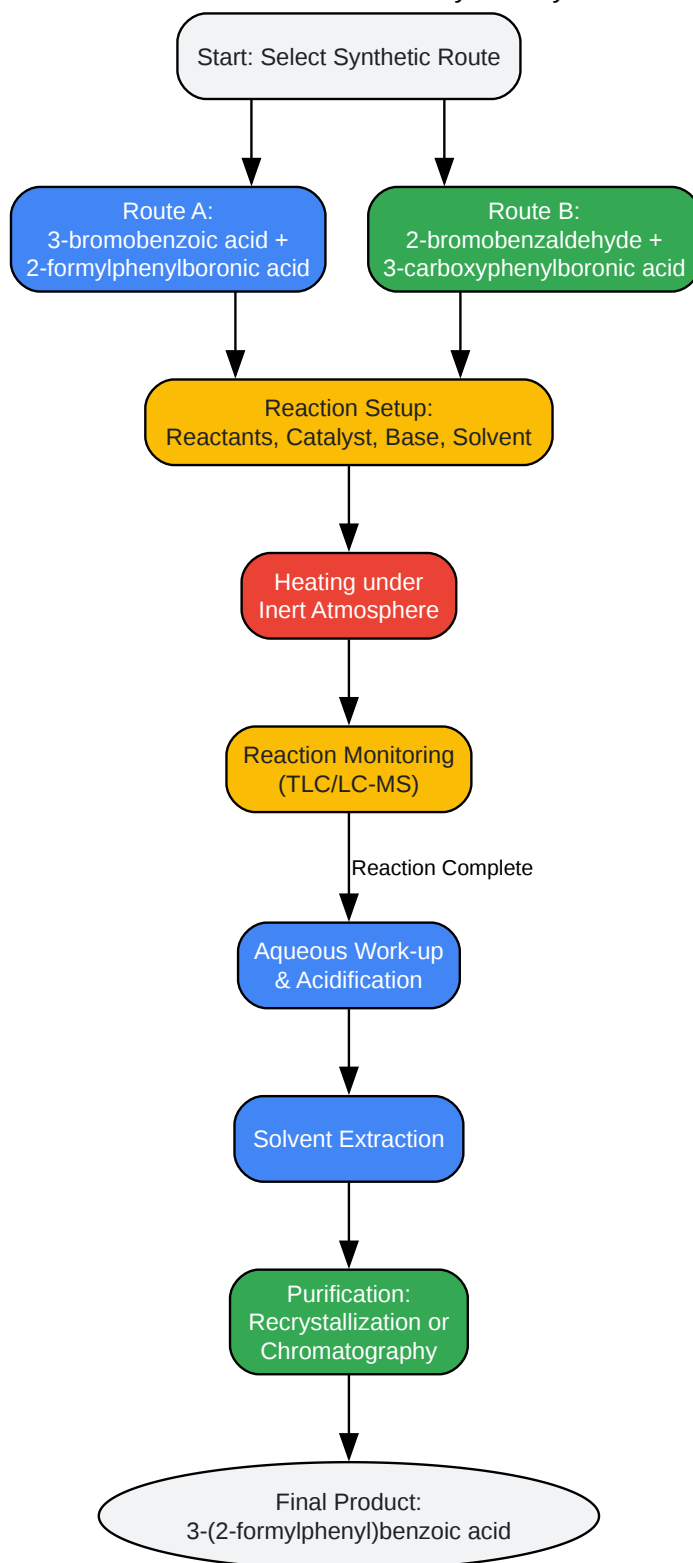 Start: Select Synthetic Route
Route A:
3-bromobenzoic acid +
2-formylphenylboronic acid
Route B:
2-bromobenzaldehyde +
3-carboxyphenylboronic acid
Reaction Setup:
Reactants, Catalyst, Base, Solvent
Heating under
Inert Atmosphere
Reaction Monitoring
(TLC/LC-MS)
Reaction Complete
Aqueous Work-up
& Acidification
Solvent Extraction
Purification:
Recrystallization or
Chromatography
Final Product:
3-(2-formylphenyl)benzoic acid